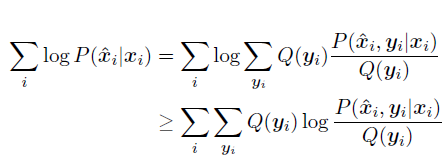 \sum_i \log P(\hat{x}_i|x_i) = \sum_i \log \sum_{y_i} Q(y_i) \frac{P(\hat{x}_i, y_i|x_i)}{Q(y_i)}
\geq \sum_i \sum_{y_i} Q(y_i) \log \frac{P(\hat{x}_i, y_i|x_i)}{Q(y_i)}